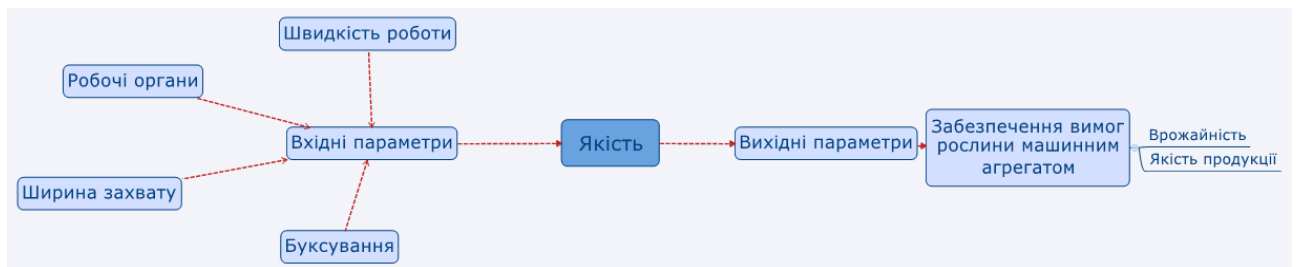 Швидкість роботи
Робочі органи
Вхідні параметри
Ширина захвату
Буксування
Якість
Вихідні параметри
Забезпечення вимог
рослини машинним
агрегатом
Врожайність
Якість продукції